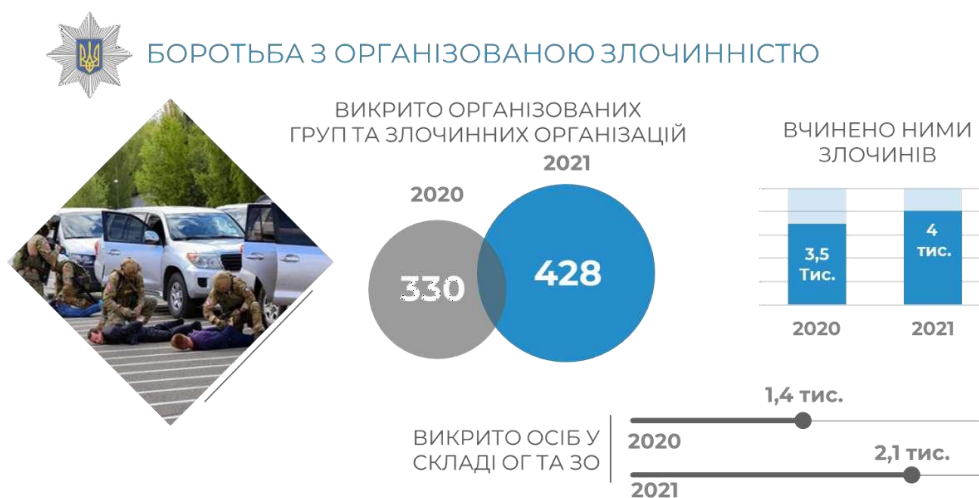 БОРОТЬБА З ОРГАНІЗОВАНОЮ ЗЛОЧИННІСТЮ
ВИКРИТО ОРГАНІЗОВАНИХ
ГРУП ТА ЗЛОЧИННИХ ОРГАНІЗАЦІЙ
2020
2021
330
428
ВЧИНЕНО НИМИ
ЗЛОЧИНІВ
3,5
Тис.
4
тис.
2020
2021
ВИКРИТО ОСІБ У
СКЛАДІ ОГ ТА ЗО
1,4 тис.
2020
2,1 тис.
2021